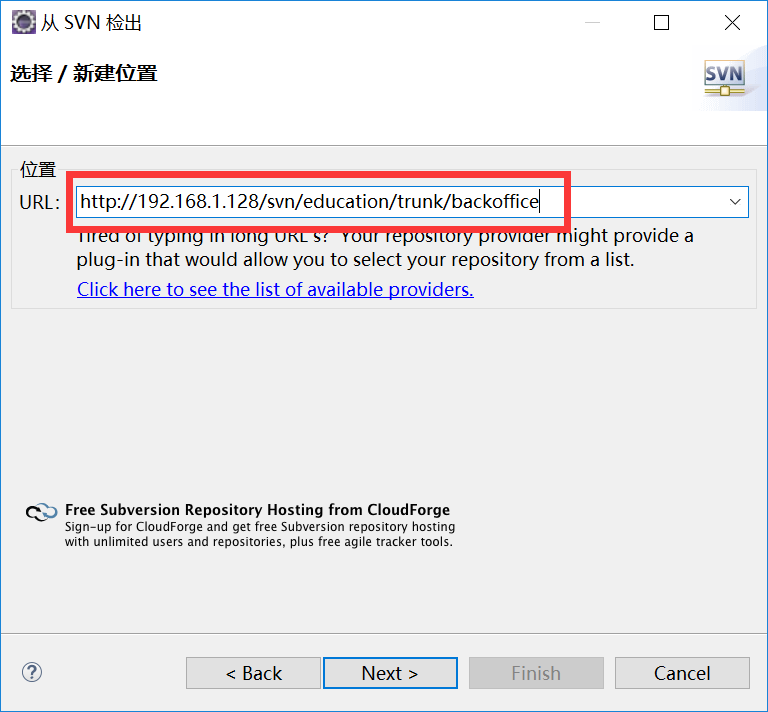 从 SVN 检出
选择 / 新建位置
SVN
位置
URL: http://192.168.1.128/svn/education/trunk/backoffice
Tired of typing in long URL's? Your repository provider might provide a
plug-in that would allow you to select your repository from a list.
Click here to see the list of available providers.
Free Subversion Repository Hosting from CloudForge
Sign-up for CloudForge and get free Subversion repository hosting
with unlimited users and repositories, plus free agile tracker tools.
? < Back Next > Finish Cancel